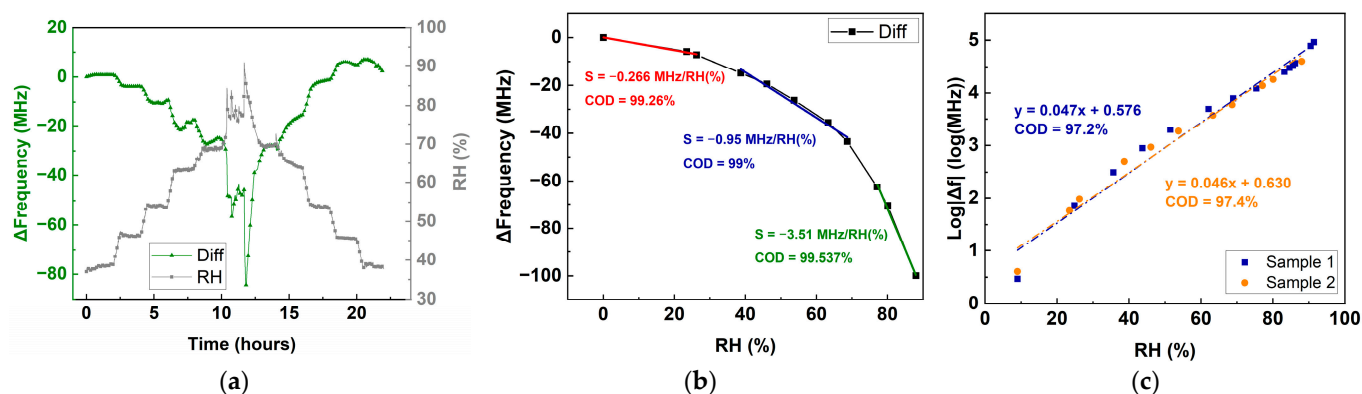 20
0
−20
−40
−60
−80
ΔFrequency (MHz)
100
90
80
70
60
50
40
30
RH (%)
Diff
RH
0
5
10
15
20
Time (hours)
(a)
0
−20
−40
−60
−80
−100
ΔFrequency (MHz)
Diff
S = −0.266 MHz/RH(%)
COD = 99.26%
S = −0.95 MHz/RH(%)
COD = 99%
S = −3.51 MHz/RH(%)
COD = 99.537%
0
20
40
60
80
RH (%)
(b)
5
4
3
2
1
0
Log|Δf| (log(MHz))
y = 0.047x + 0.576
COD = 97.2%
y = 0.046x + 0.630
COD = 97.4%
Sample 1
Sample 2
0
20
40
60
80
100
RH (%)
(c)